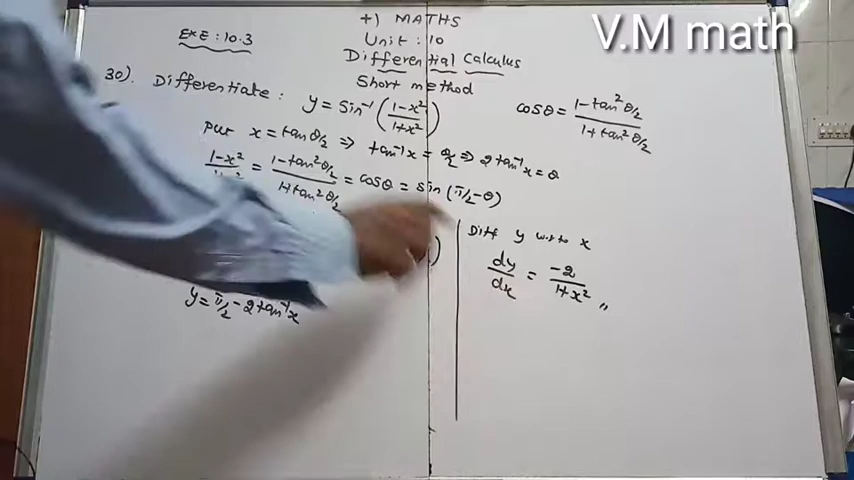 V.M math
+1 MATHS
EXE: 10.3
Unit: 10
Differential Calculus
Short method
30). Differentiate: y = sin⁻¹((1-x²)/(1+x²))
cosθ = (1-tan²θ/2)/(1+tan²θ/2)
Put x = tanθ/2 ⇒ tan⁻¹x = θ/2 ⇒ 2tan⁻¹x = θ
(1-x²)/(1+x²) = (1-tan²θ/2)/(1+tan²θ/2) = cosθ = sin(π/2-θ)
y = π/2 - 2tan⁻¹x
Diff y w.r.to x
dy/dx = -2/(1+x²) //